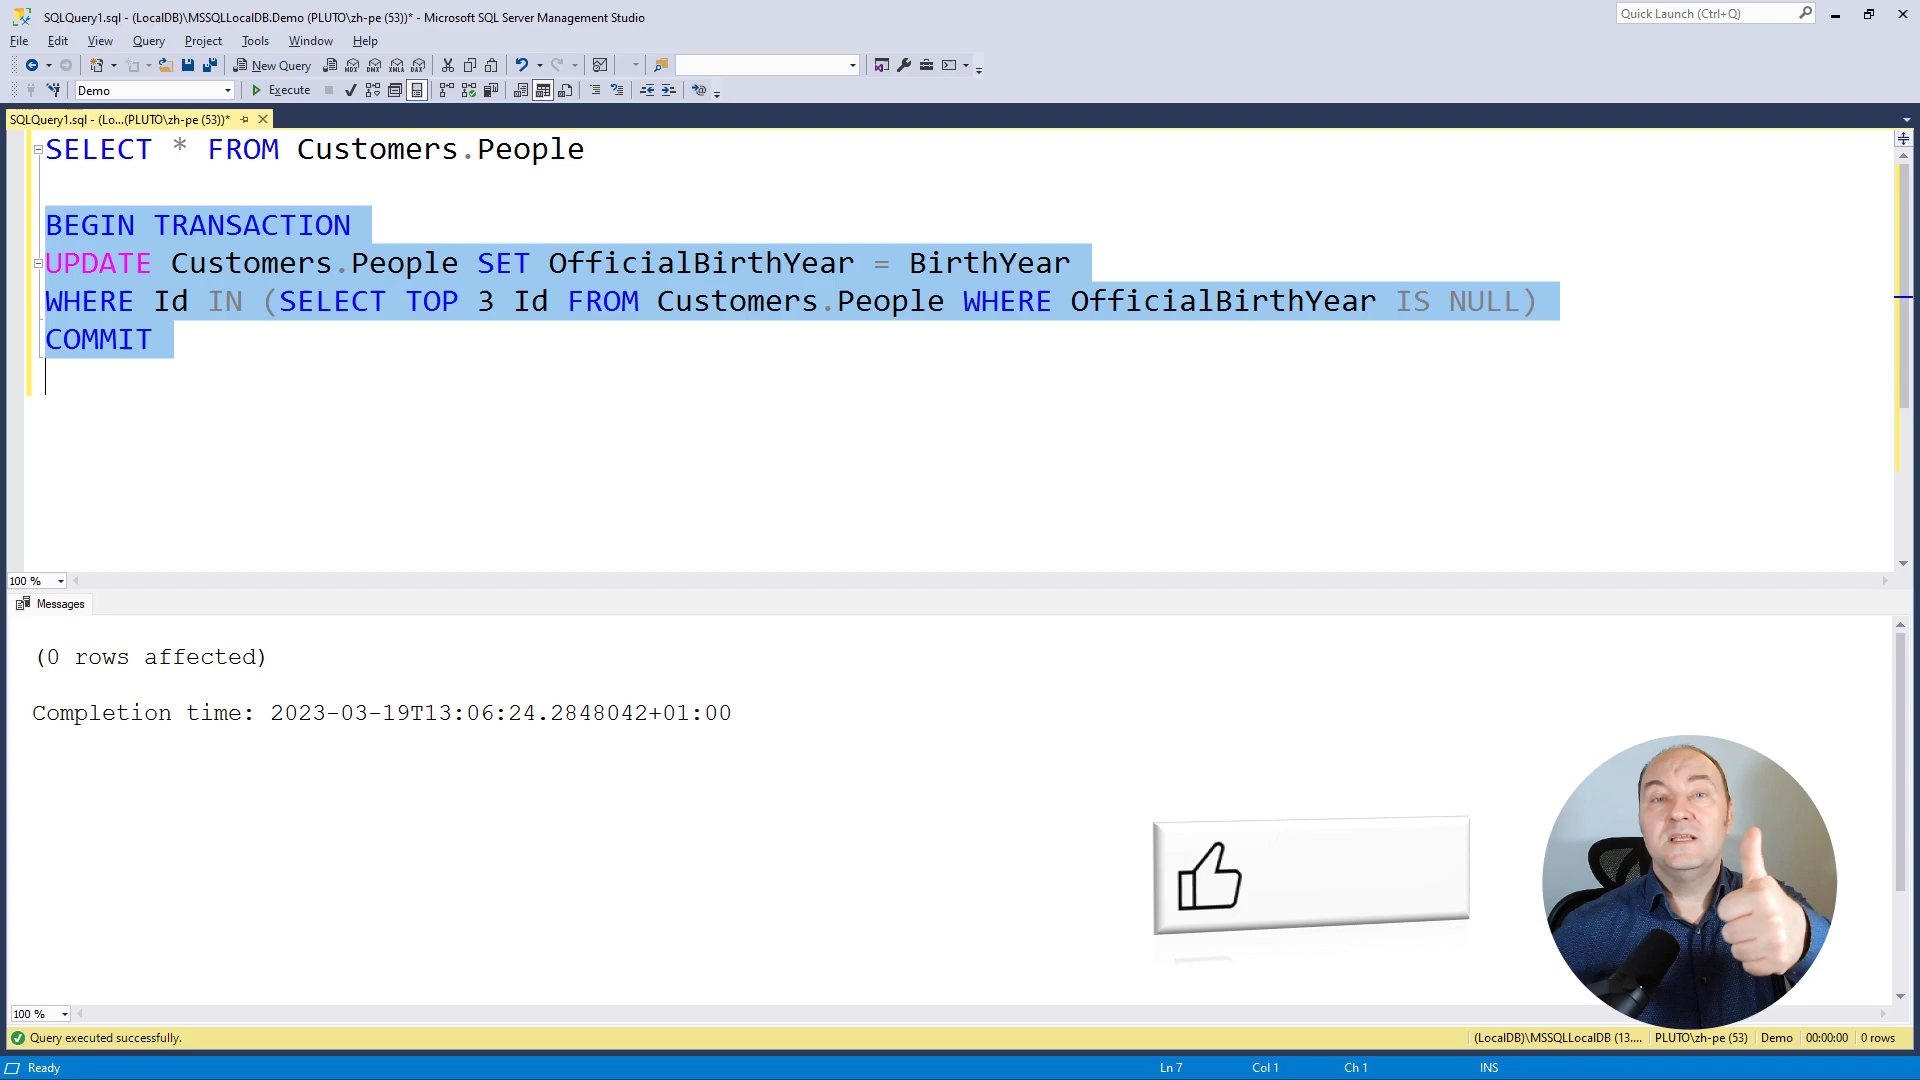 SQLQuery1.sql - (LocalDB)\MSSQLLocalDB.Demo (PLUTO\zh-pe (53))* - Microsoft SQL Server Management Studio
Quick Launch (Ctrl+Q)
File Edit View Query Project Tools Window Help
New Query
MDX DMX XMLA DAX
Demo
Execute
SQLQuery1.sql - (Lo...(PLUTO\zh-pe (53))*
SELECT * FROM Customers.People
BEGIN TRANSACTION
UPDATE Customers.People SET OfficialBirthYear = BirthYear
WHERE Id IN (SELECT TOP 3 Id FROM Customers.People WHERE OfficialBirthYear IS NULL)
COMMIT
100 %
Messages
(0 rows affected)
Completion time: 2023-03-19T13:06:24.2848042+01:00
100 %
Query executed successfully.
(LocalDB)\MSSQLLocalDB (13.... PLUTO\zh-pe (53) Demo 00:00:00 0 rows
Ready
Ln 7 Col 1 Ch 1 INS